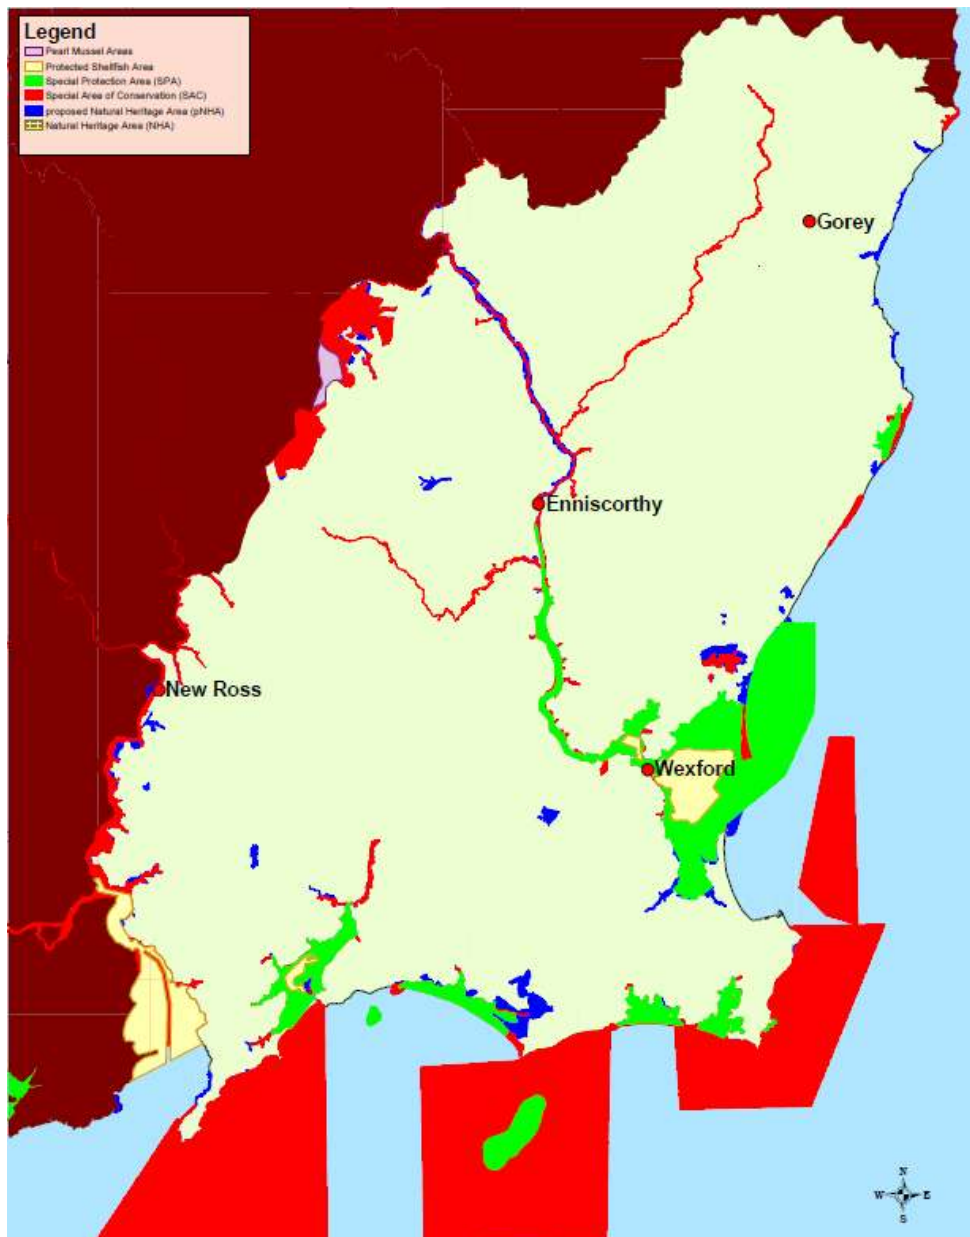 Legend
Pearl Mussel Areas
Protected Shellfish Area
Special Protection Area (SPA)
Special Area of Conservation (SAC)
proposed Natural Heritage Area (pNHA)
Natural Heritage Area (NHA)
Gorey
Enniscorthy
New Ross
Wexford
N
W E
S